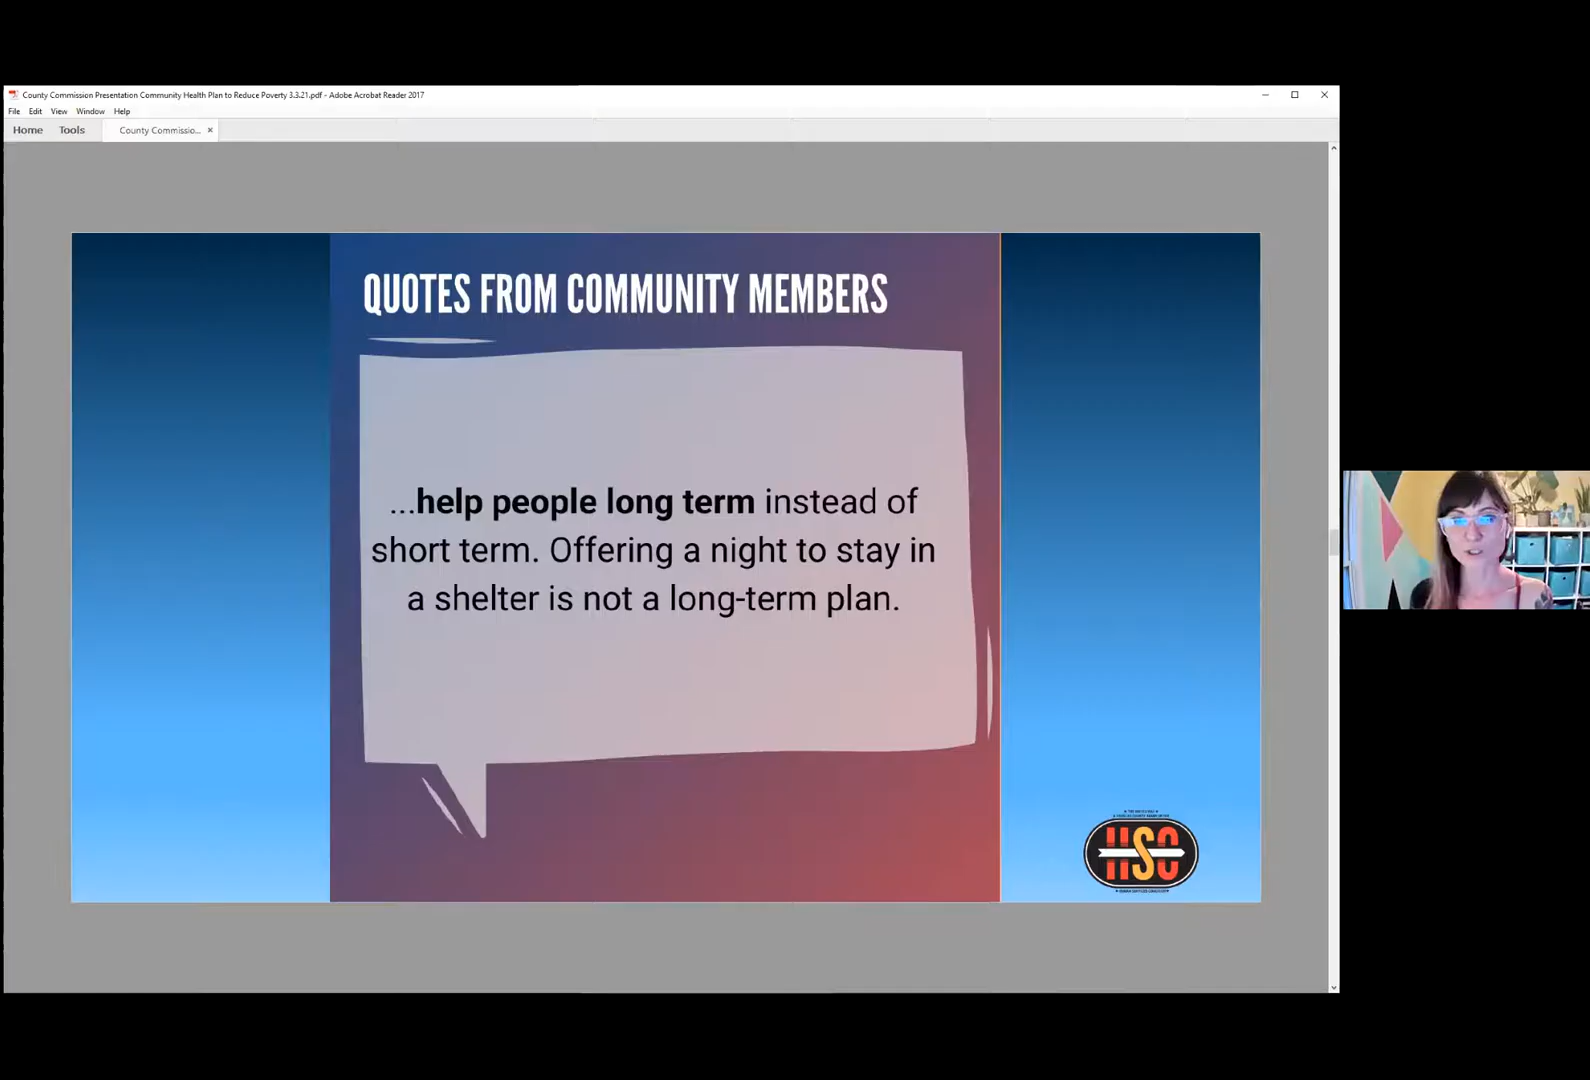 County Commission Presentation Community Health Plan to Reduce Poverty 3.3.21.pdf - Adobe Acrobat Reader 2017
File Edit View Window Help
Home Tools County Commissio... ×
QUOTES FROM COMMUNITY MEMBERS
...help people long term instead of
short term. Offering a night to stay in
a shelter is not a long-term plan.
HSC